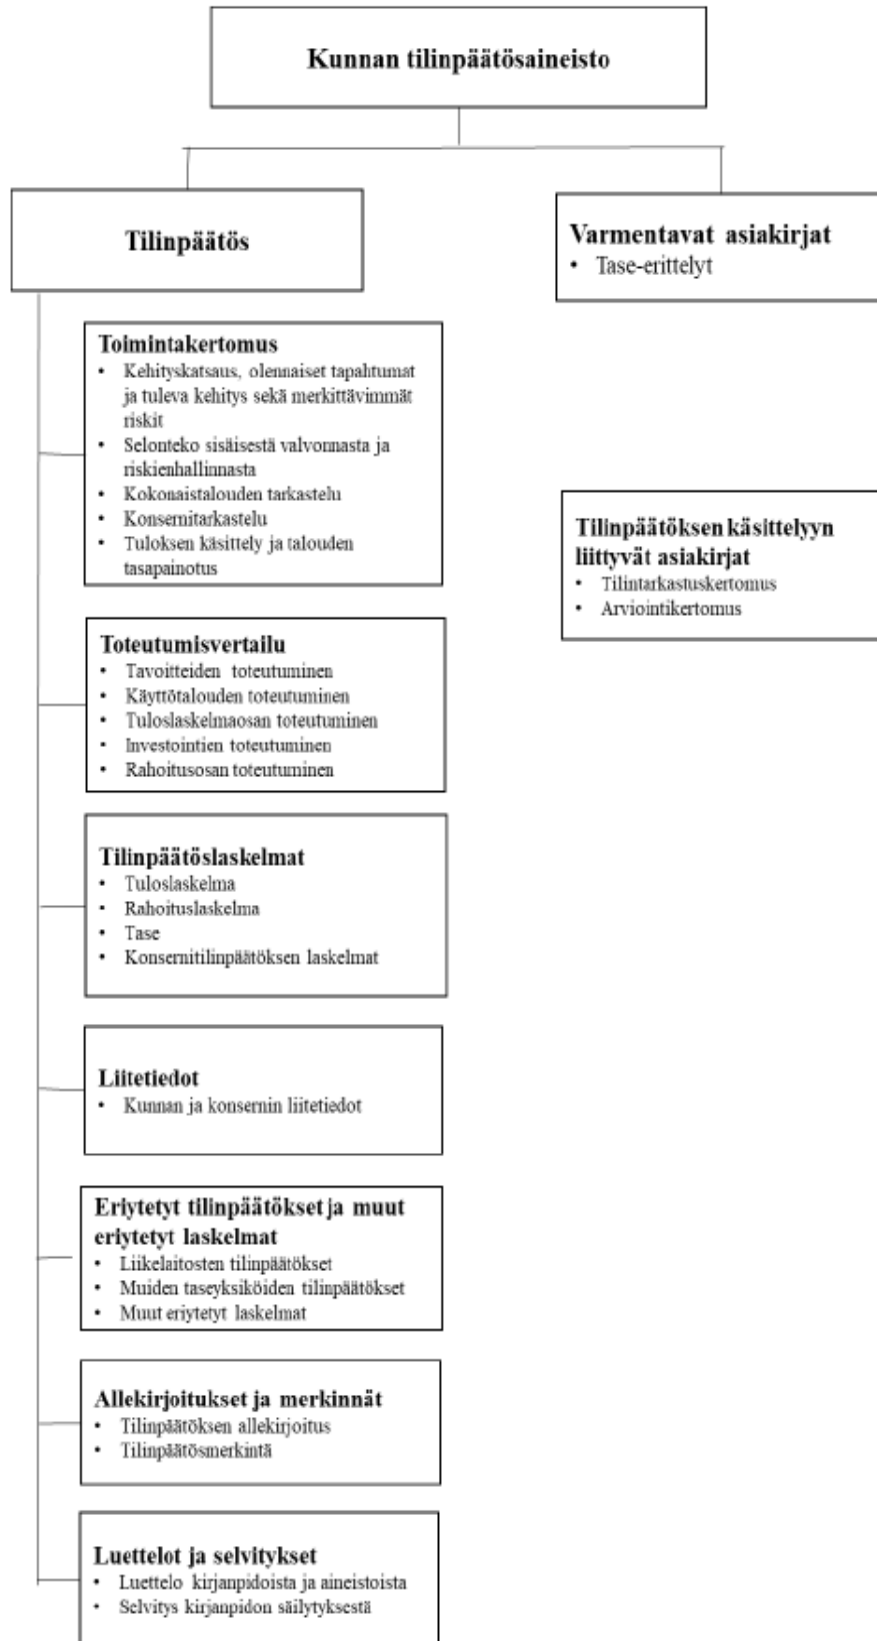 Kunnan tilinpäätösaineisto
Tilinpäätös
Varmentavat asiakirjat
• Tase-erittelyt
Toimintakertomus
• Kehityskatsaus, olennaiset tapahtumat
ja tuleva kehitys sekä merkittävimmät
riskit
• Selonteko sisäisestä valvonnasta ja
riskienhallinnasta
• Kokonaistalouden tarkastelu
• Konsernitarkastelu
• Tuloksen käsittely ja talouden
tasapainotus
Tilinpäätöksen käsittelyyn
liittyvät asiakirjat
• Tilintarkastuskertomus
• Arviointikertomus
Toteutumisvertailu
• Tavoitteiden toteutuminen
• Käyttötalouden toteutuminen
• Tuloslaskelmaosan toteutuminen
• Investointien toteutuminen
• Rahoitusosan toteutuminen
Tilinpäätöslaskelmat
• Tuloslaskelma
• Rahoituslaskelma
• Tase
• Konsernitilinpäätöksen laskelmat
Liitetiedot
• Kunnan ja konsernin liitetiedot
Eriytetyt tilinpäätökset ja muut
eriytetyt laskelmat
• Liikelaitosten tilinpäätökset
• Muiden taseyksiköiden tilinpäätökset
• Muut eriytetyt laskelmat
Allekirjoitukset ja merkinnät
• Tilinpäätöksen allekirjoitus
• Tilinpäätösmerkintä
Luettelot ja selvitykset
• Luettelo kirjanpidoista ja aineistoista
• Selvitys kirjanpidon säilytyksestä